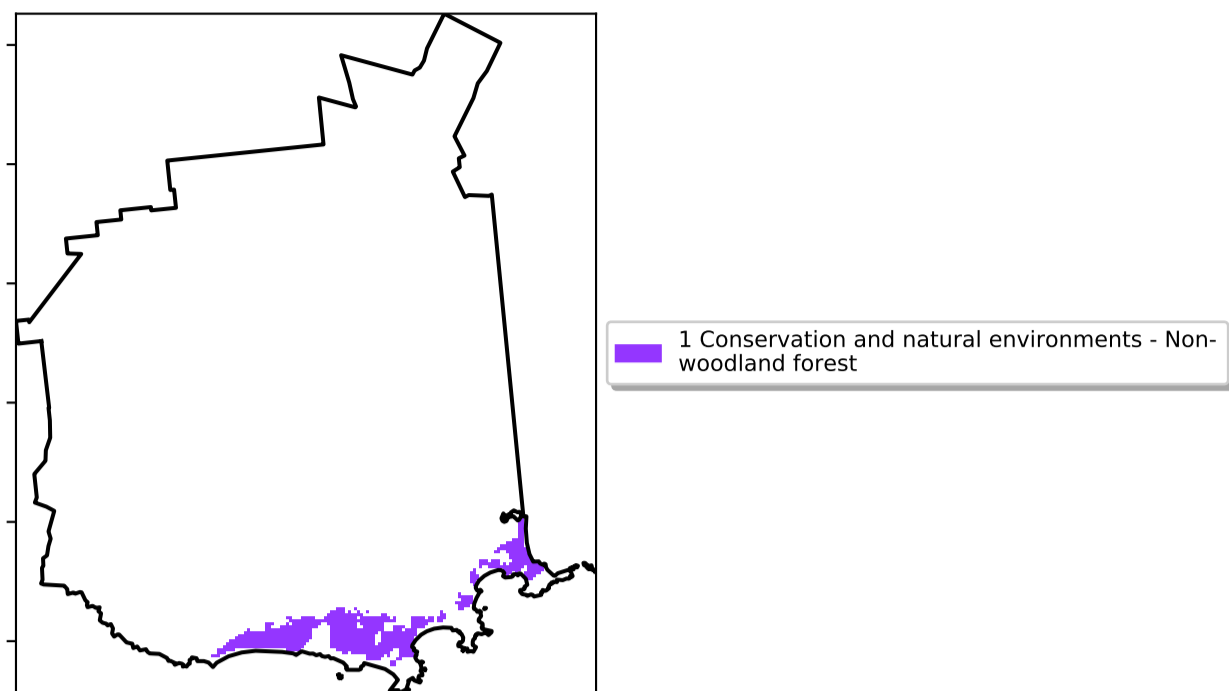 1 Conservation and natural environments - Non-
woodland forest